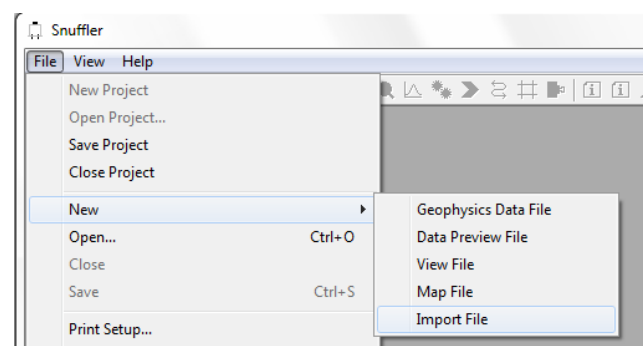 Snuffler
File View Help
New Project
Open Project...
Save Project
Close Project
New
Open... Ctrl+O
Close
Save Ctrl+S
Print Setup...
Geophysics Data File
Data Preview File
View File
Map File
Import File